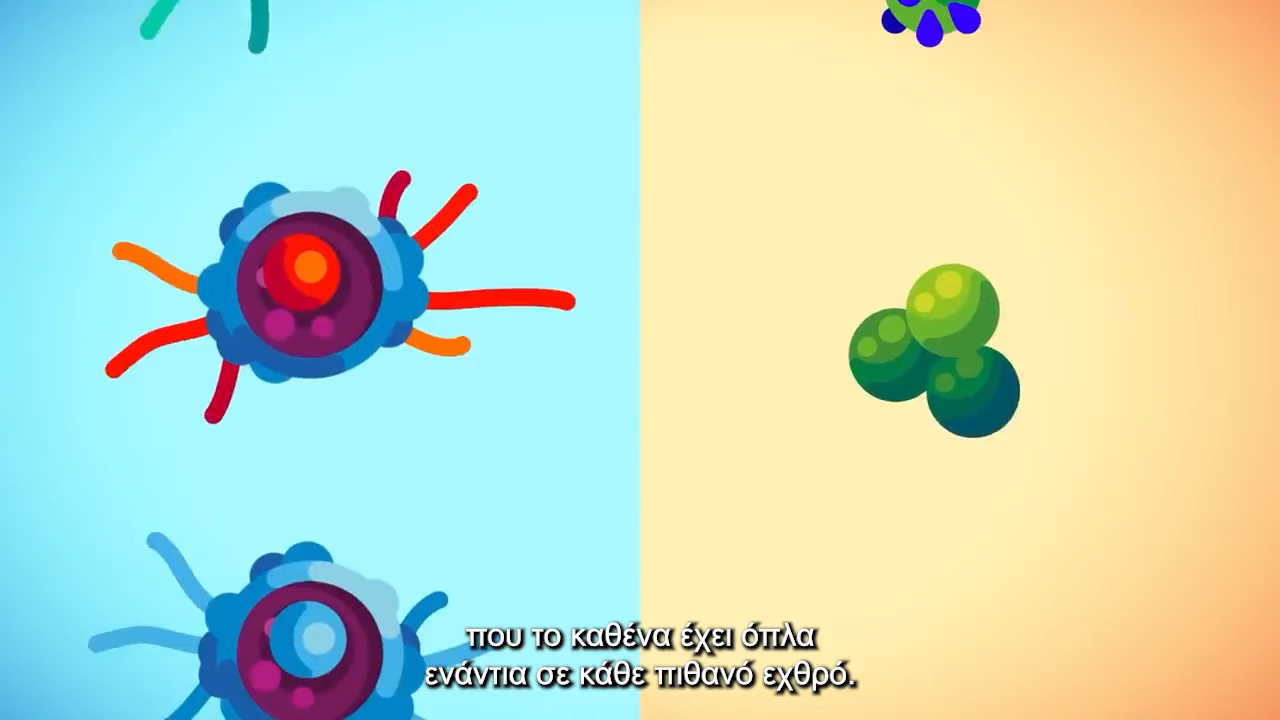 που το καθένα έχει όπλα
ενάντια σε κάθε πιθανό εχθρό.